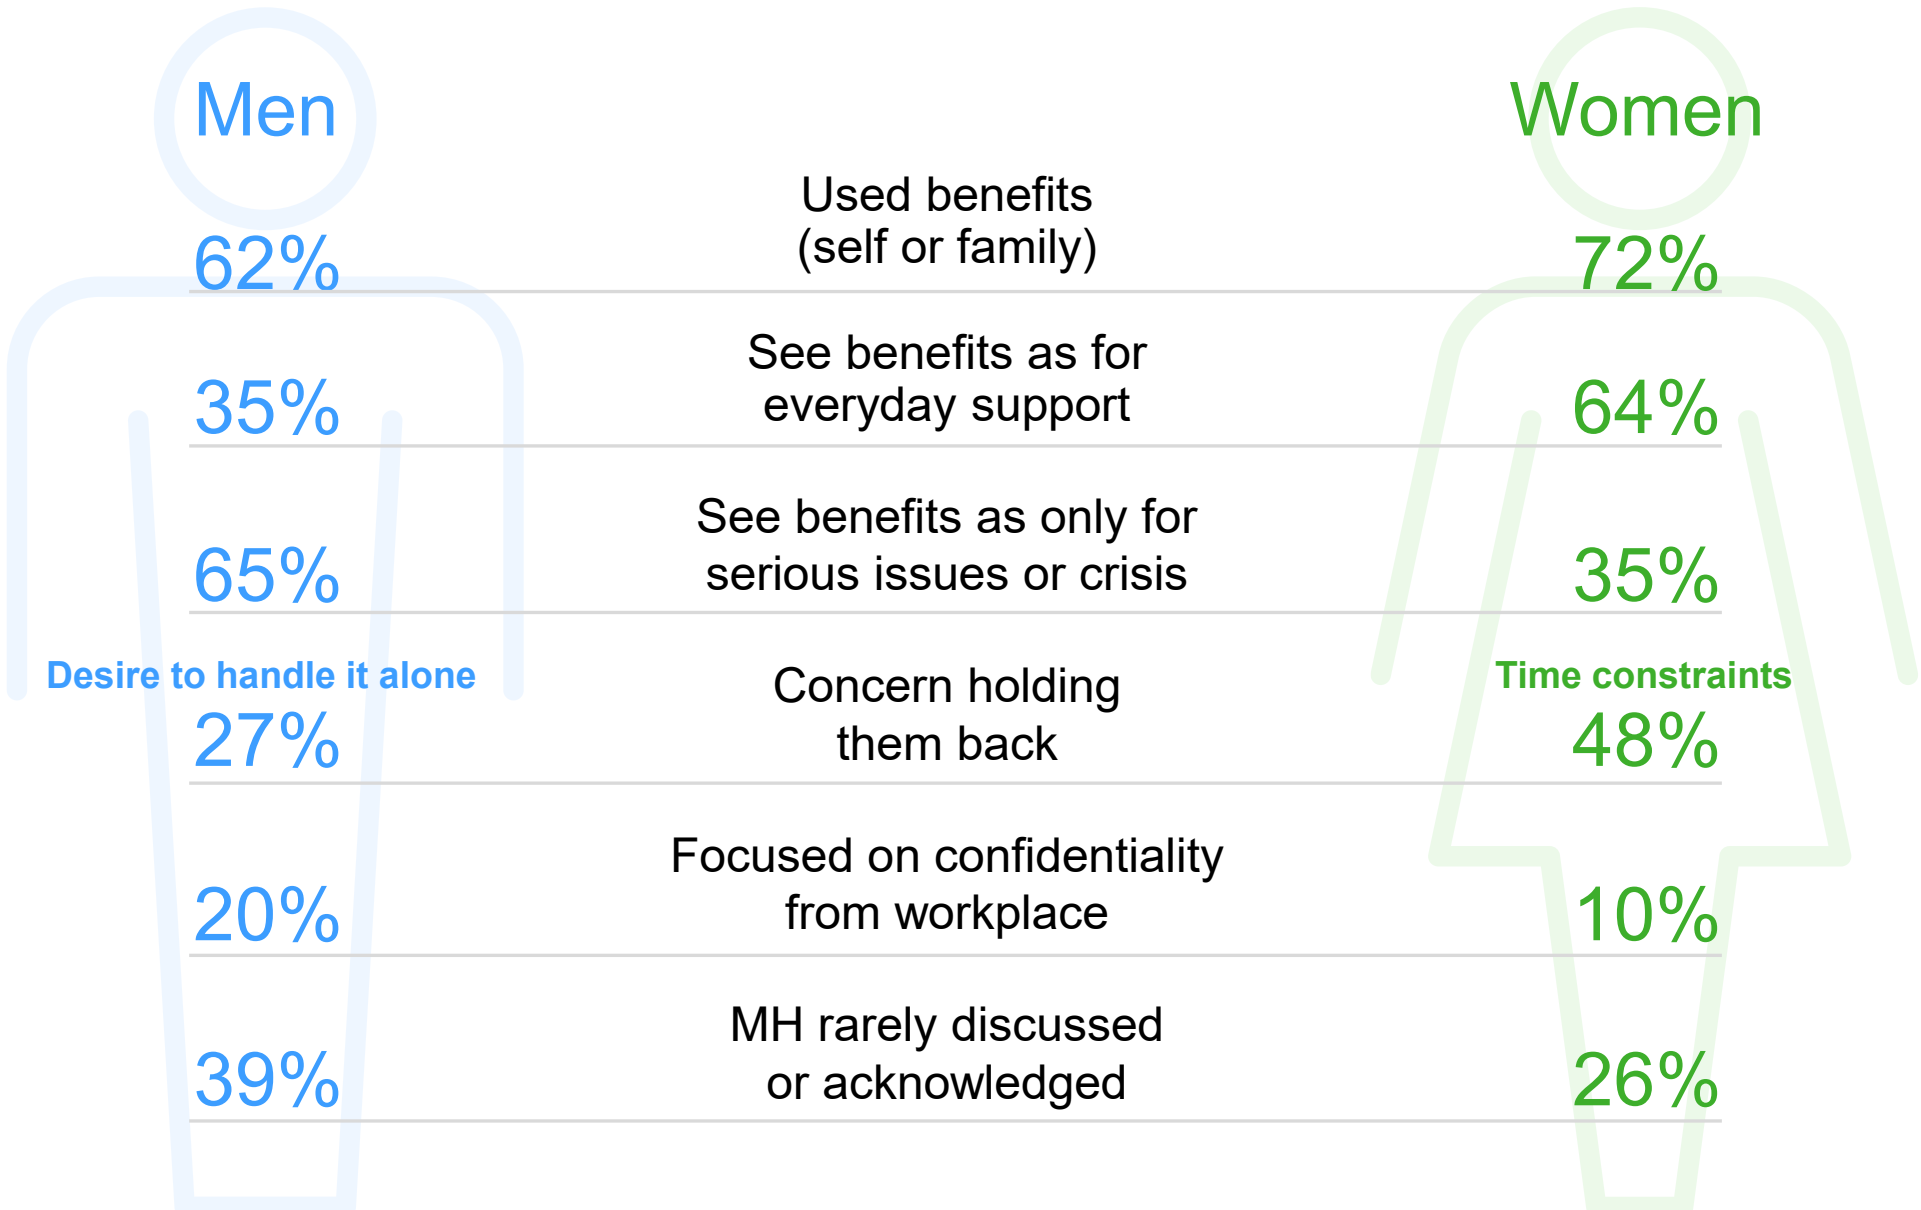 Men
Women
Used benefits
(self or family)
62%
72%
See benefits as for
everyday support
35%
64%
See benefits as only for
serious issues or crisis
65%
35%
Desire to handle it alone
27%
Concern holding
them back
Time constraints
48%
Focused on confidentiality
from workplace
20%
10%
MH rarely discussed
or acknowledged
39%
26%